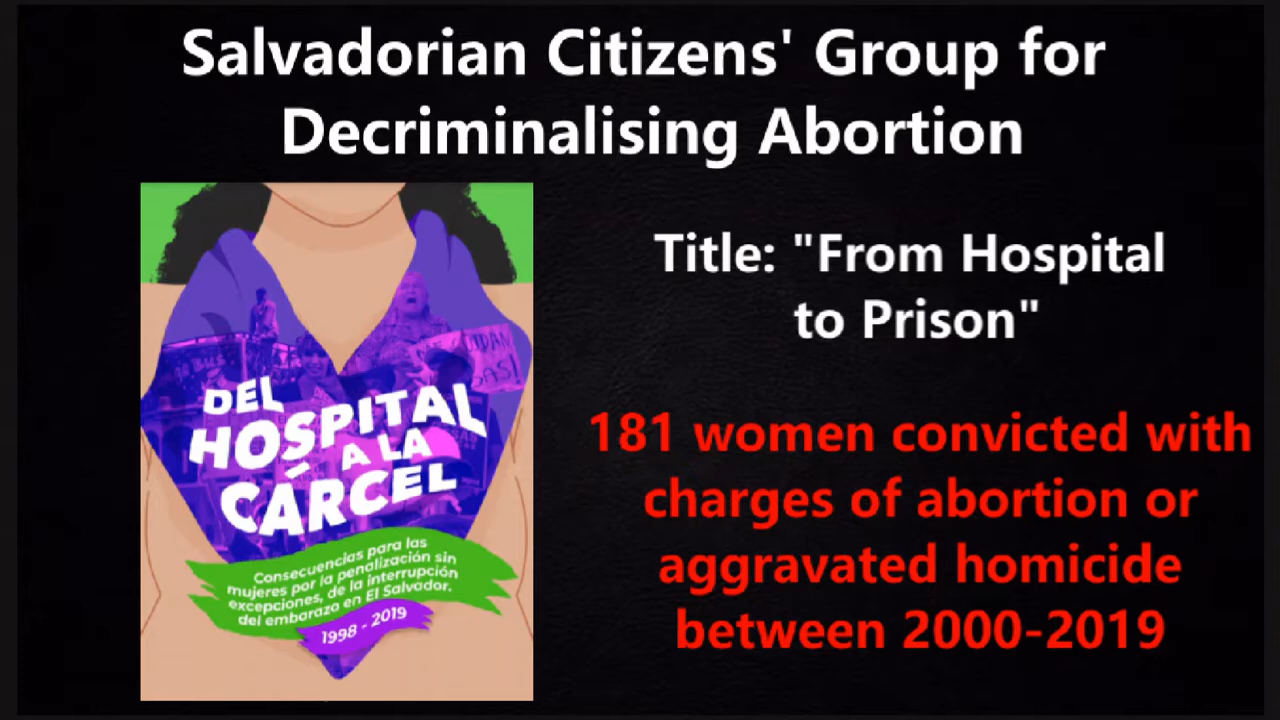 Salvadorian Citizens' Group for
Decriminalising Abortion
Title: "From Hospital
to Prison"
181 women convicted with
charges of abortion or
aggravated homicide
between 2000-2019
DEL
HOSPITAL
A LA
CÁRCEL
Consecuencias para las
mujeres por la penalización sin
excepciones, de la interrupción
del embarazo en El Salvador.
1998 - 2019